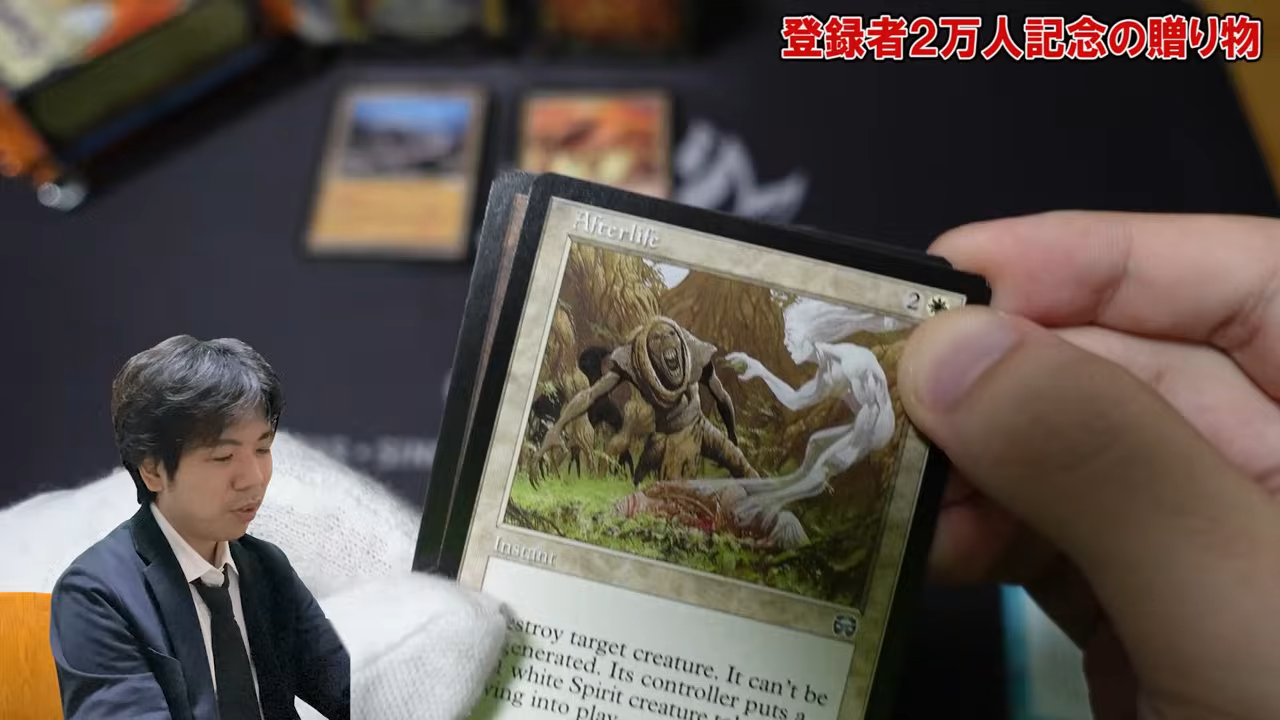 登録者2万人記念の贈り物
Afterlife
2
Instant
estroy target creature. It can't be
generated. Its controller puts a
white Spirit creature
ing into play